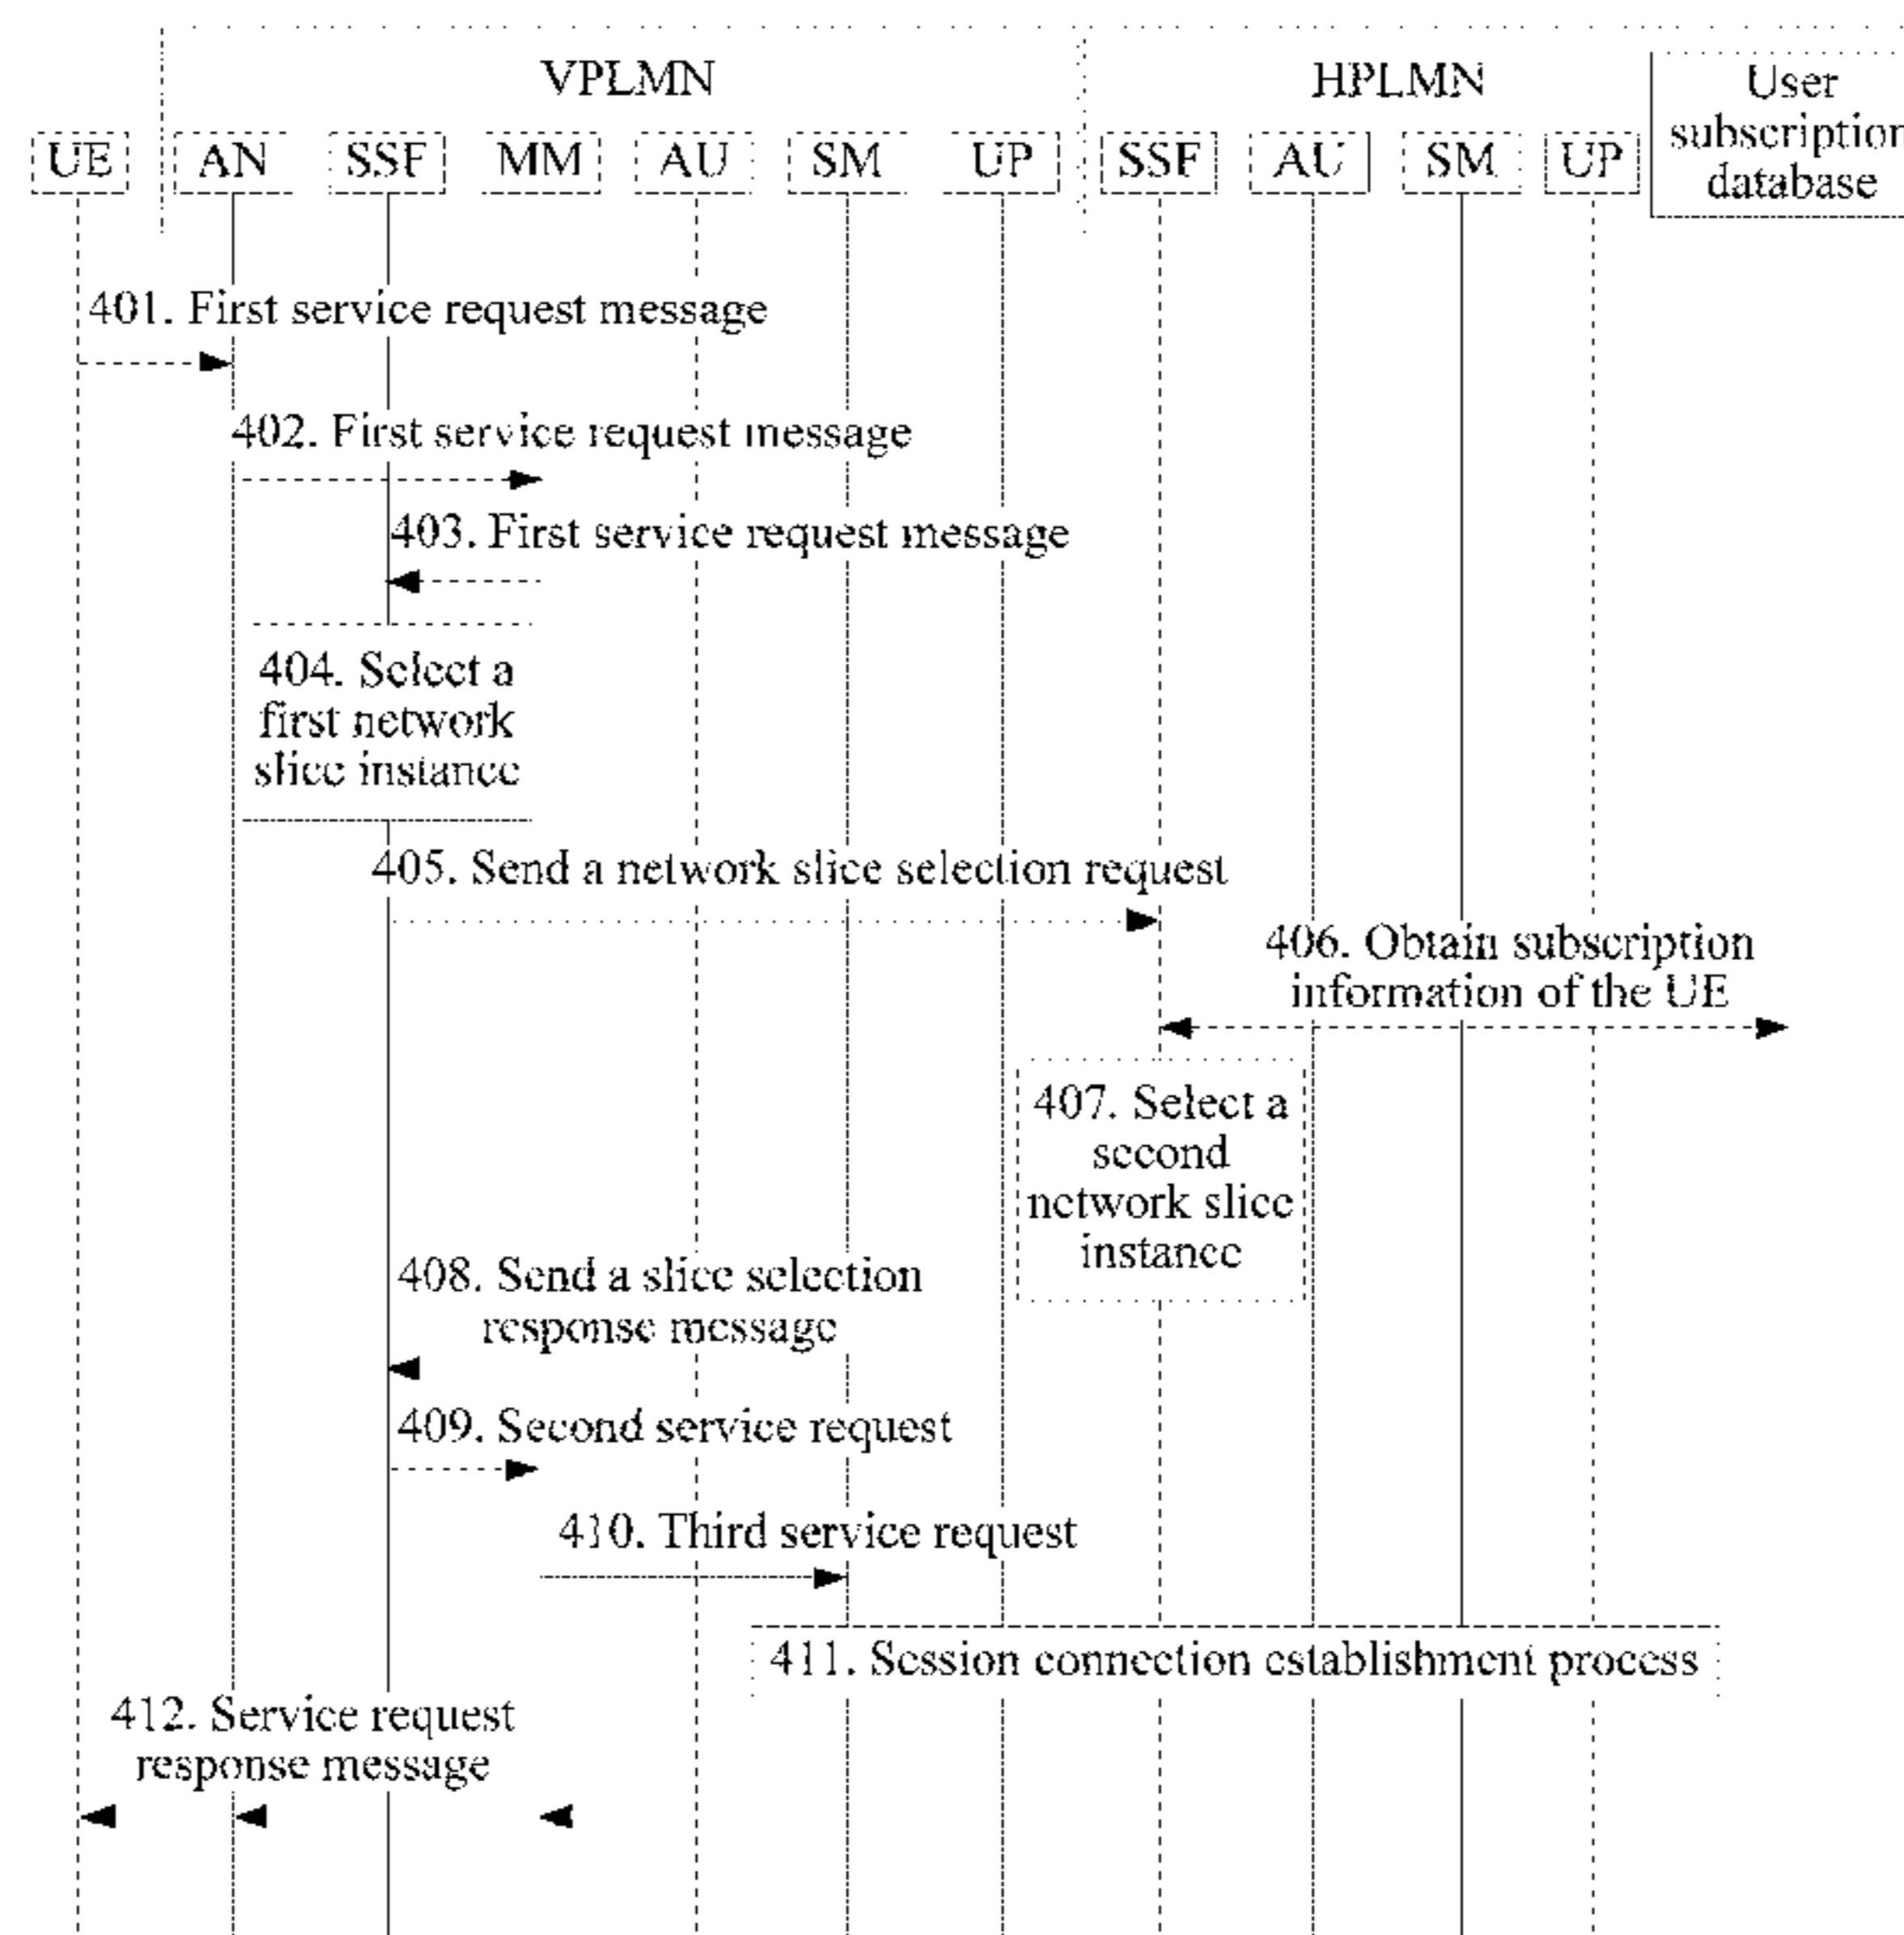 VPLMN
HPLMN
User
subscription
database
UE
AN
SSF
MM
AU
SM
UP
SSF
AU
SM
UP
401. First service request message
402. First service request message
403. First service request message
404. Select a
first network
slice instance
405. Send a network slice selection request
406. Obtain subscription
information of the UE
407. Select a
second
network slice
instance
408. Send a slice selection
response message
409. Second service request
410. Third service request
411. Session connection establishment process
412. Service request
response message